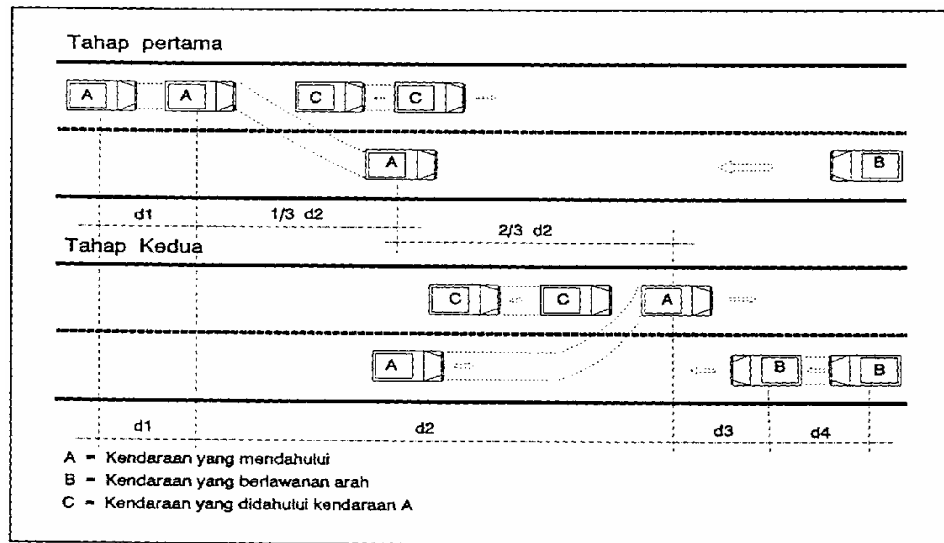 Tahap pertama
A A C C
A B
d1 1/3 d2
2/3 d2
Tahap Kedua
C C A
A B B
d1 d2 d3 d4
A = Kendaraan yang mendahului
B = Kendaraan yang berlawanan arah
C = Kendaraan yang didahului kendaraan A